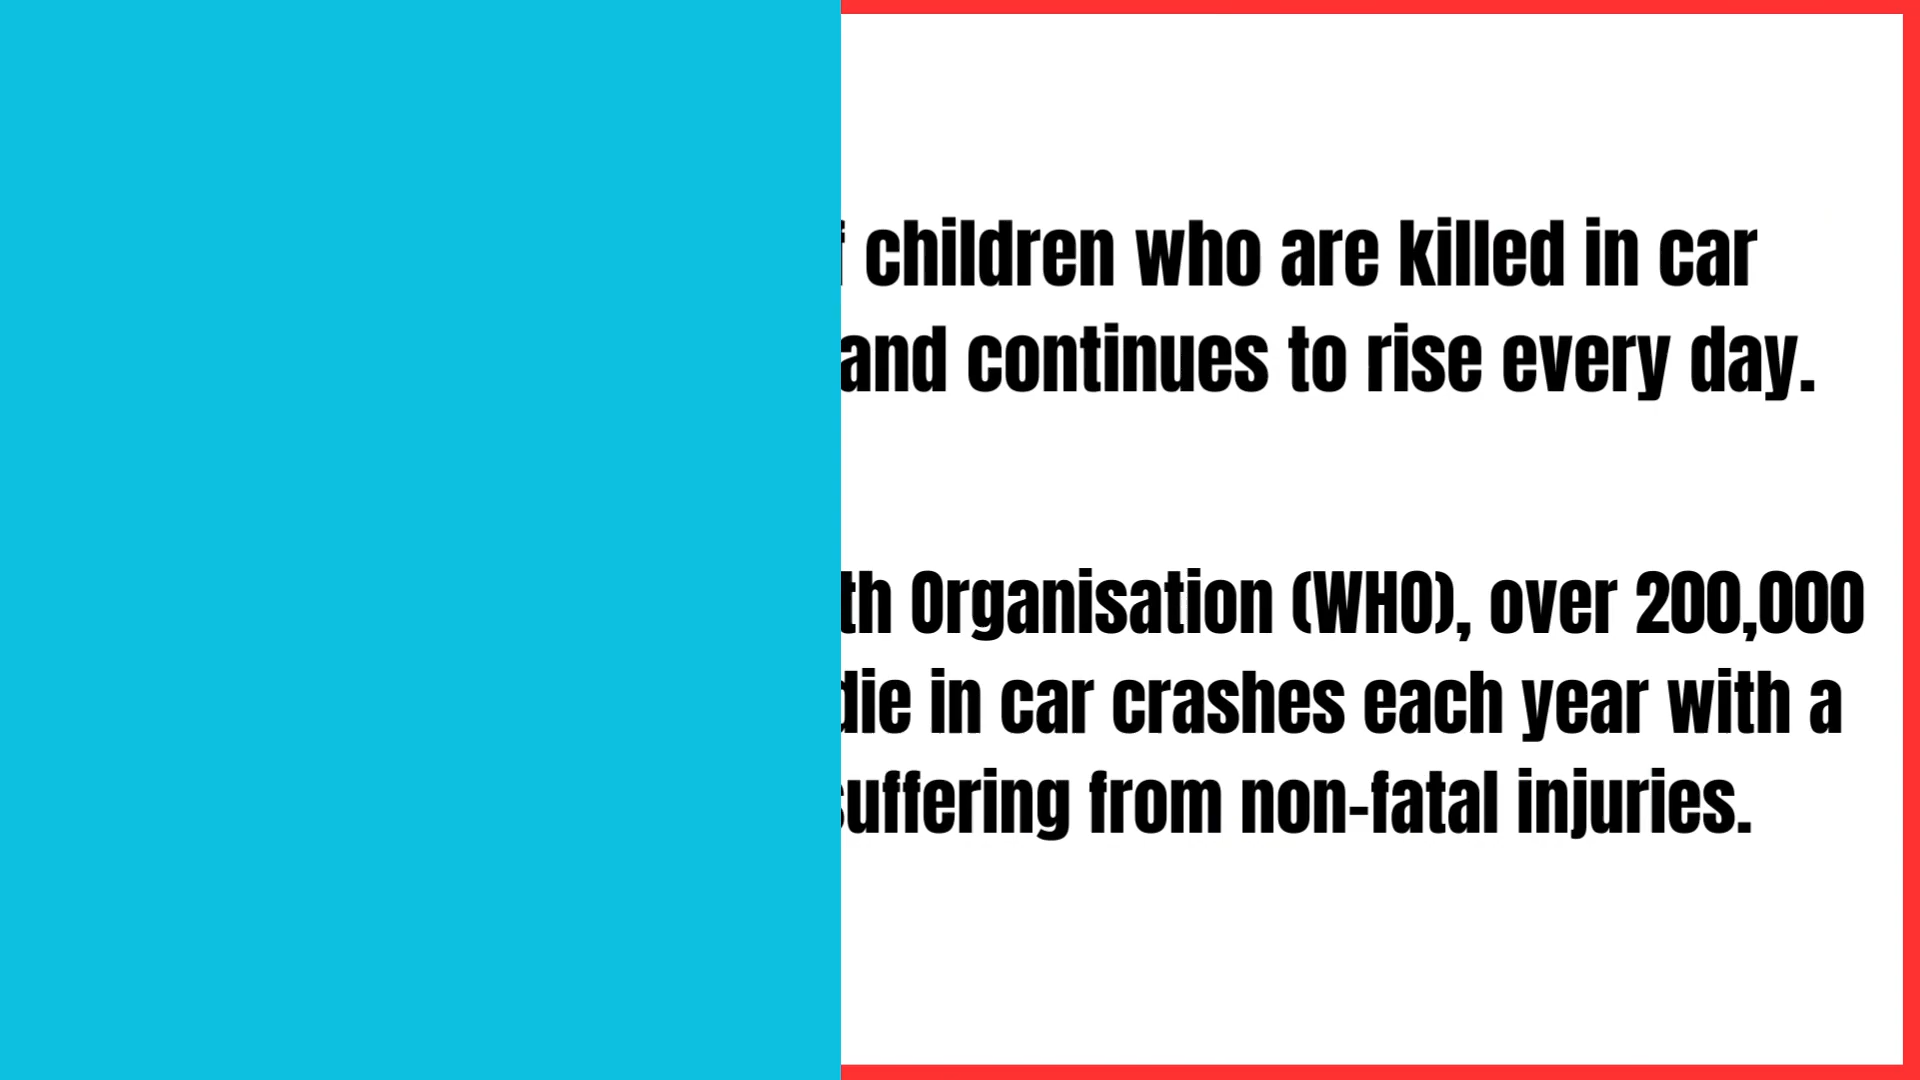 children who are killed in car
and continues to rise every day.
Organisation (WHO), over 200,000
die in car crashes each year with a
suffering from non-fatal injuries.